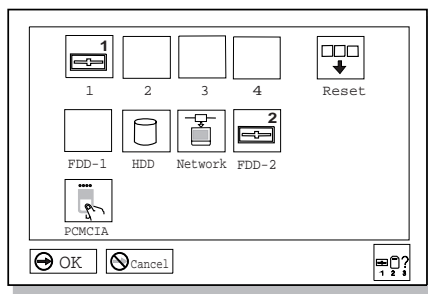 1
1 2 3 4 Reset
2
FDD-1 HDD Network FDD-2
PCMCIA
OK Cancel
?
1 2 3